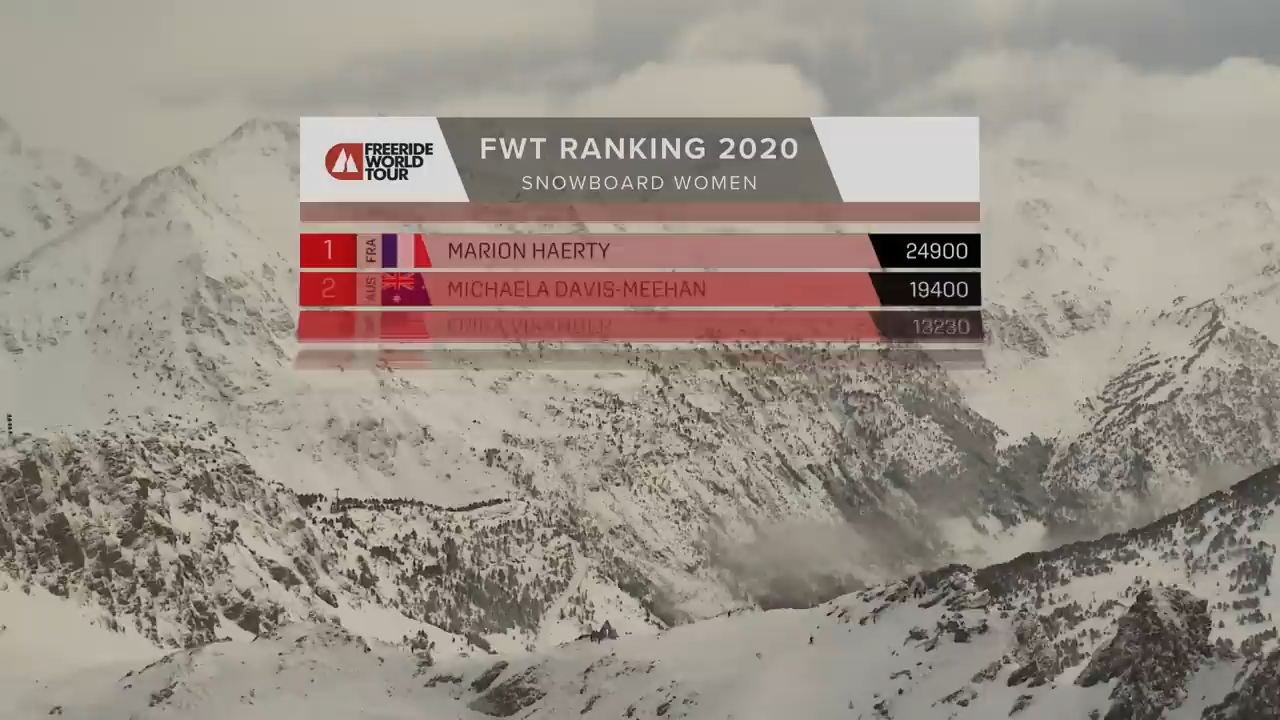 FREERIDE
WORLD
TOUR
FWT RANKING 2020
SNOWBOARD WOMEN
1 FRA MARION HAERTY 24900
2 AUS MICHAELA DAVIS-MEEHAN 19400
13230